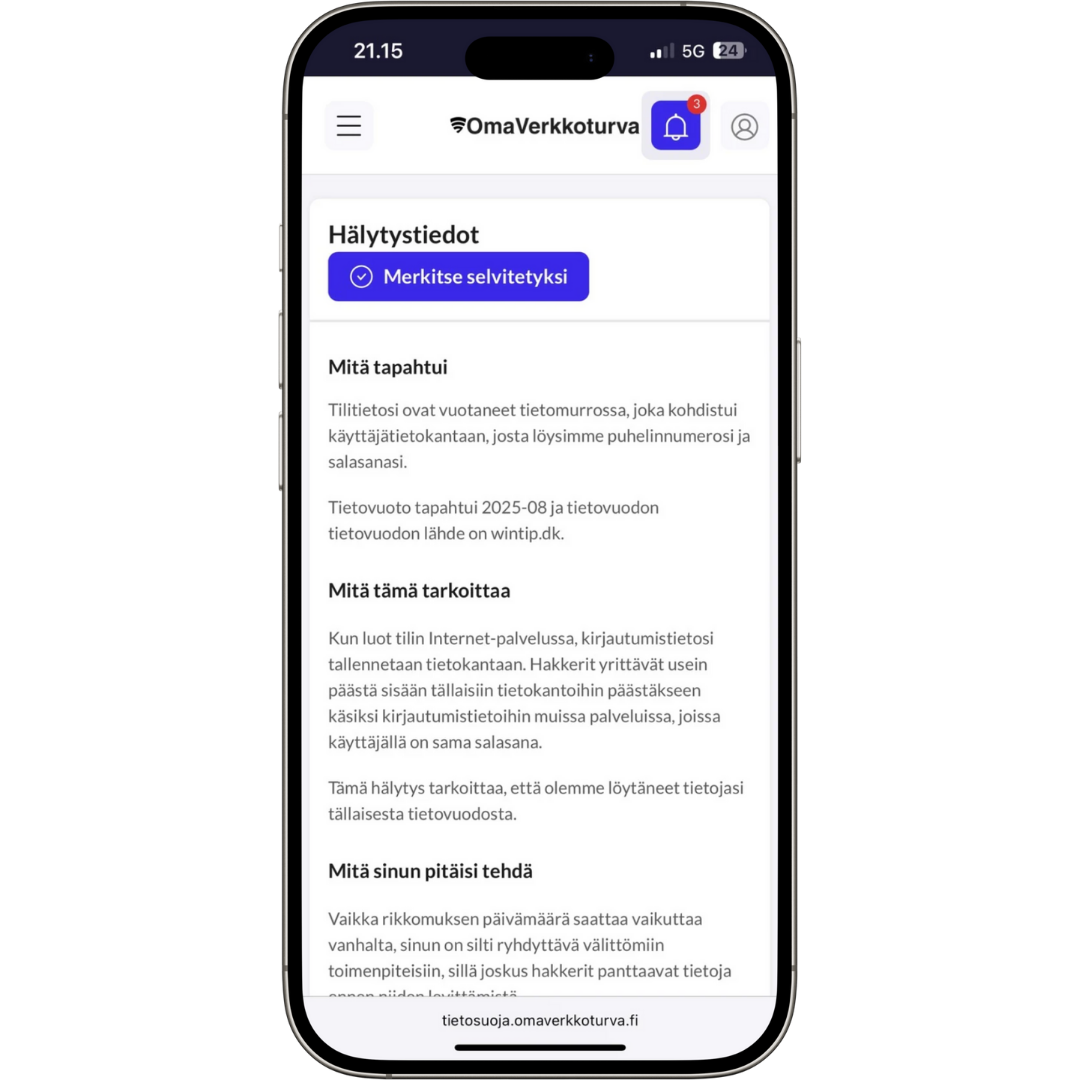 21.15
5G 24
OmaVerkkoturva
3
Hälytystiedot
Merkitse selvitetyksi
Mitä tapahtui
Tilitietosi ovat vuotaneet tietomurrossa, joka kohdistui
käyttäjätietokantaan, josta löysimme puhelinnumerosi ja
salasanasi.
Tietovuoto tapahtui 2025-08 ja tietovuodon
tietovuodon lähde on wintip.dk.
Mitä tämä tarkoittaa
Kun luot tilin Internet-palvelussa, kirjautumistietosi
tallennetaan tietokantaan. Hakkerit yrittävät usein
päästä sisään tällaisiin tietokantoihin päästäkseen
käsiksi kirjautumistietoihin muissa palveluissa, joissa
käyttäjällä on sama salasana.
Tämä hälytys tarkoittaa, että olemme löytäneet tietojasi
tällaisesta tietovuodosta.
Mitä sinun pitäisi tehdä
Vaikka rikkomuksen päivämäärä saattaa vaikuttaa
vanhalta, sinun on silti ryhdyttävä välittömiin
toimenpiteisiin, sillä joskus hakkerit panttaavat tietoja
ennen niiden levittämistä
tietosuoja.omaverkkoturva.fi